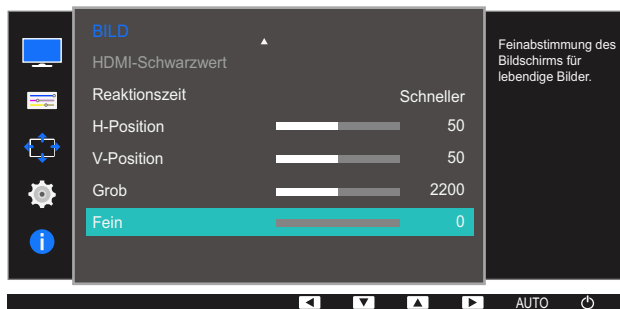 BILD
HDMI-Schwarzwert
Reaktionszeit Schneller
H-Position 50
V-Position 50
Grob 2200
Fein 0
Feinabstimmung des
Bildschirms für
lebendige Bilder.
AUTO